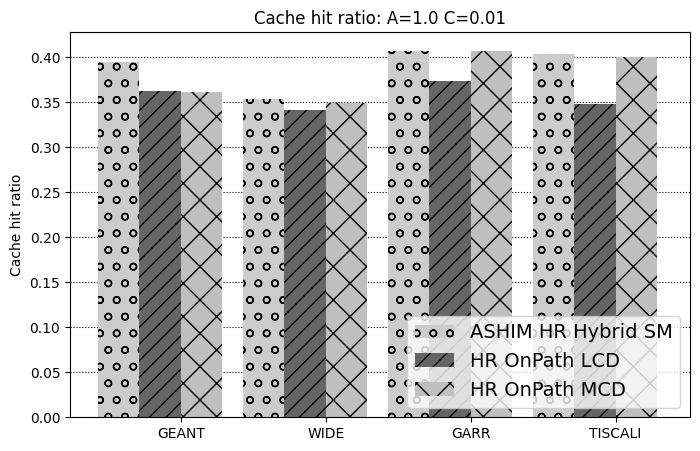 Cache hit ratio: A=1.0 C=0.01
Cache hit ratio
0.40
0.35
0.30
0.25
0.20
0.15
0.10
0.05
0.00
ASHIM HR Hybrid SM
HR OnPath LCD
HR OnPath MCD
GEANT
WIDE
GARR
TISCALI